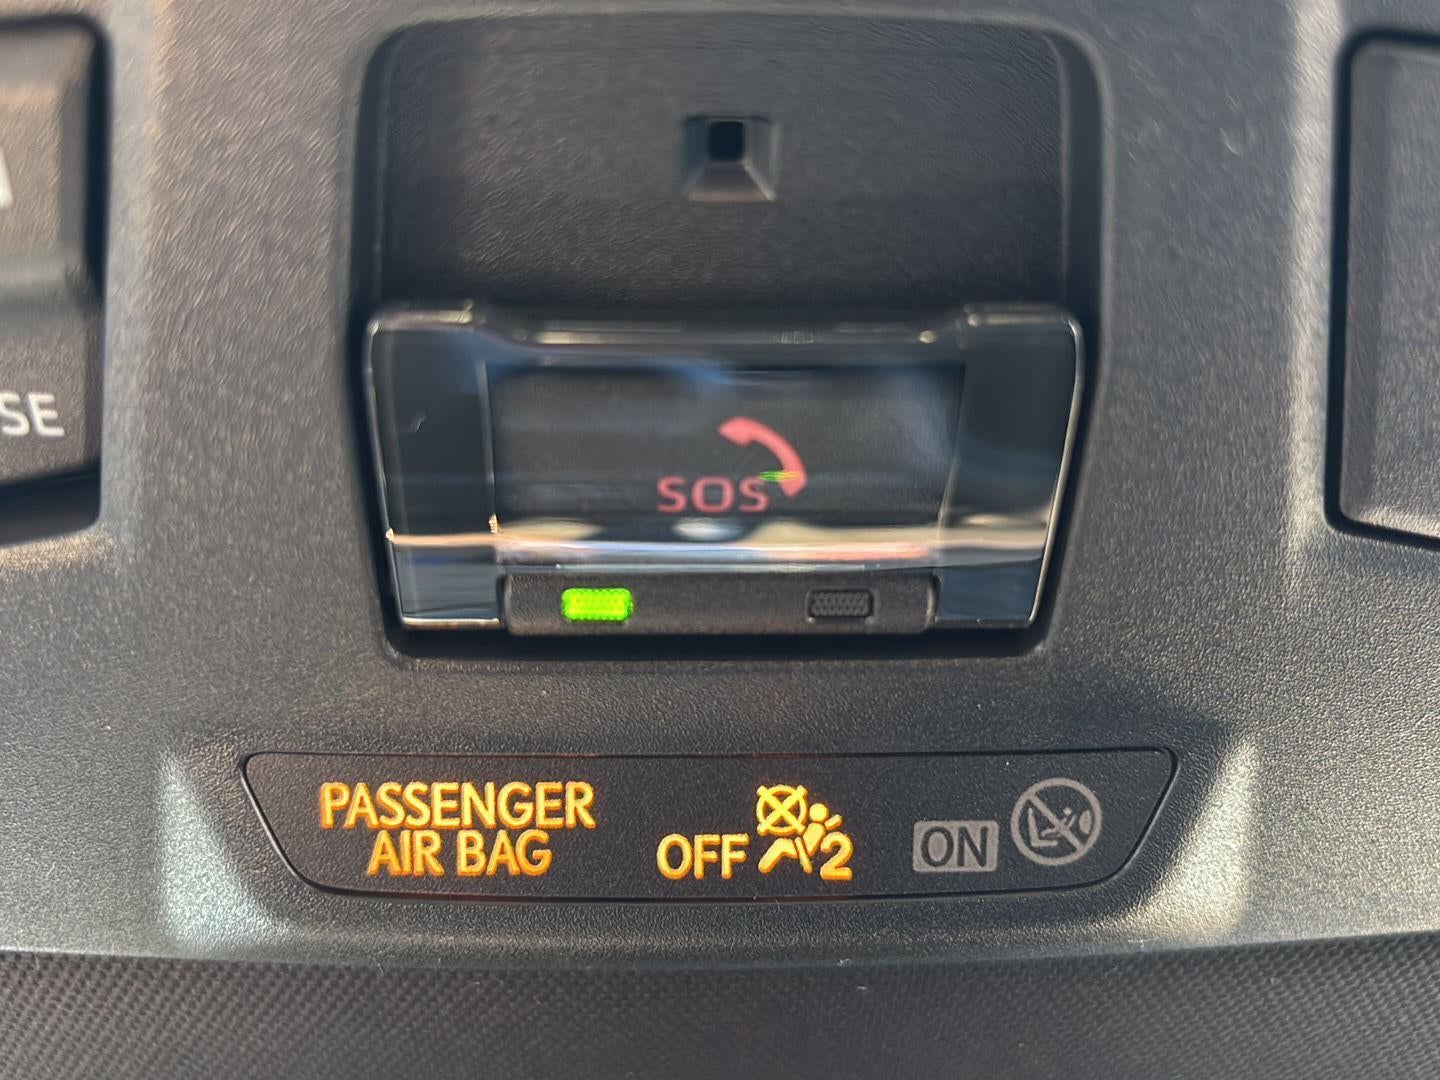 SE
SOS
PASSENGER
AIR BAG
OFF 2
ON